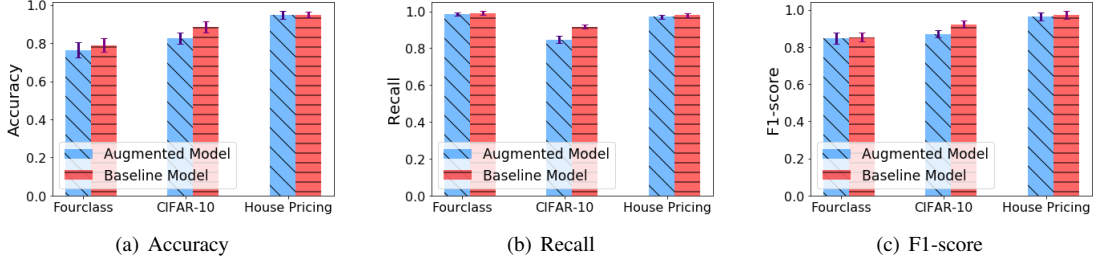 Accuracy
1.0
0.8
0.6
0.4
0.2
0.0
Augmented Model
Baseline Model
Fourclass CIFAR-10 House Pricing
(a) Accuracy
Recall
1.0
0.8
0.6
0.4
0.2
0.0
Augmented Model
Baseline Model
Fourclass CIFAR-10 House Pricing
(b) Recall
F1-score
1.0
0.8
0.6
0.4
0.2
0.0
Augmented Model
Baseline Model
Fourclass CIFAR-10 House Pricing
(c) F1-score